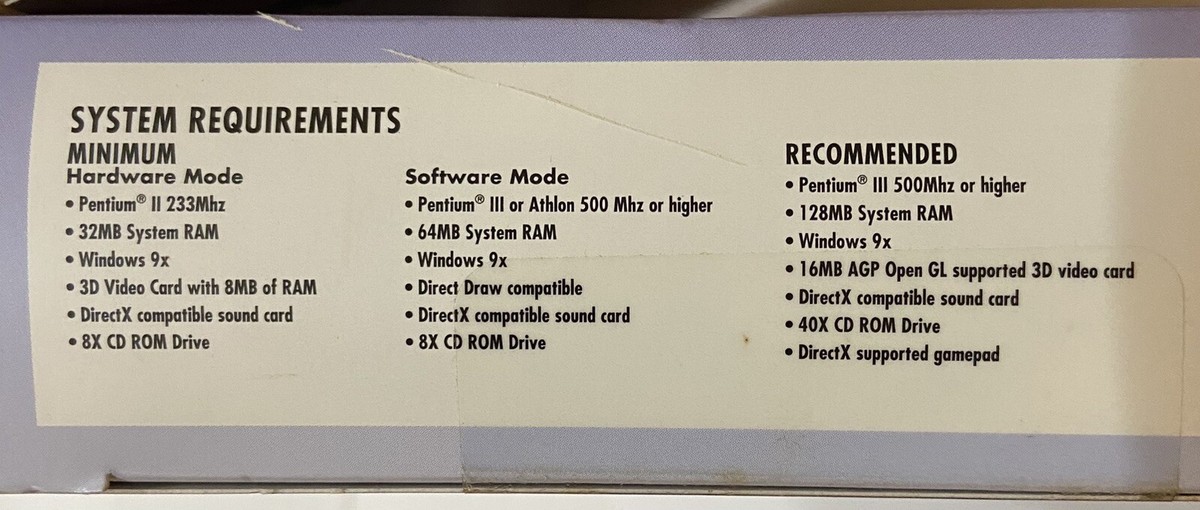 SYSTEM REQUIREMENTS
MINIMUM
Hardware Mode
• Pentium® II 233Mhz
• 32MB System RAM
• Windows 9x
• 3D Video Card with 8MB of RAM
• DirectX compatible sound card
• 8X CD ROM Drive
Software Mode
• Pentium® III or Athlon 500 Mhz or higher
• 64MB System RAM
• Windows 9x
• Direct Draw compatible
• DirectX compatible sound card
• 8X CD ROM Drive
RECOMMENDED
• Pentium® III 500Mhz or higher
• 128MB System RAM
• Windows 9x
• 16MB AGP Open GL supported 3D video card
• DirectX compatible sound card
• 40X CD ROM Drive
• DirectX supported gamepad